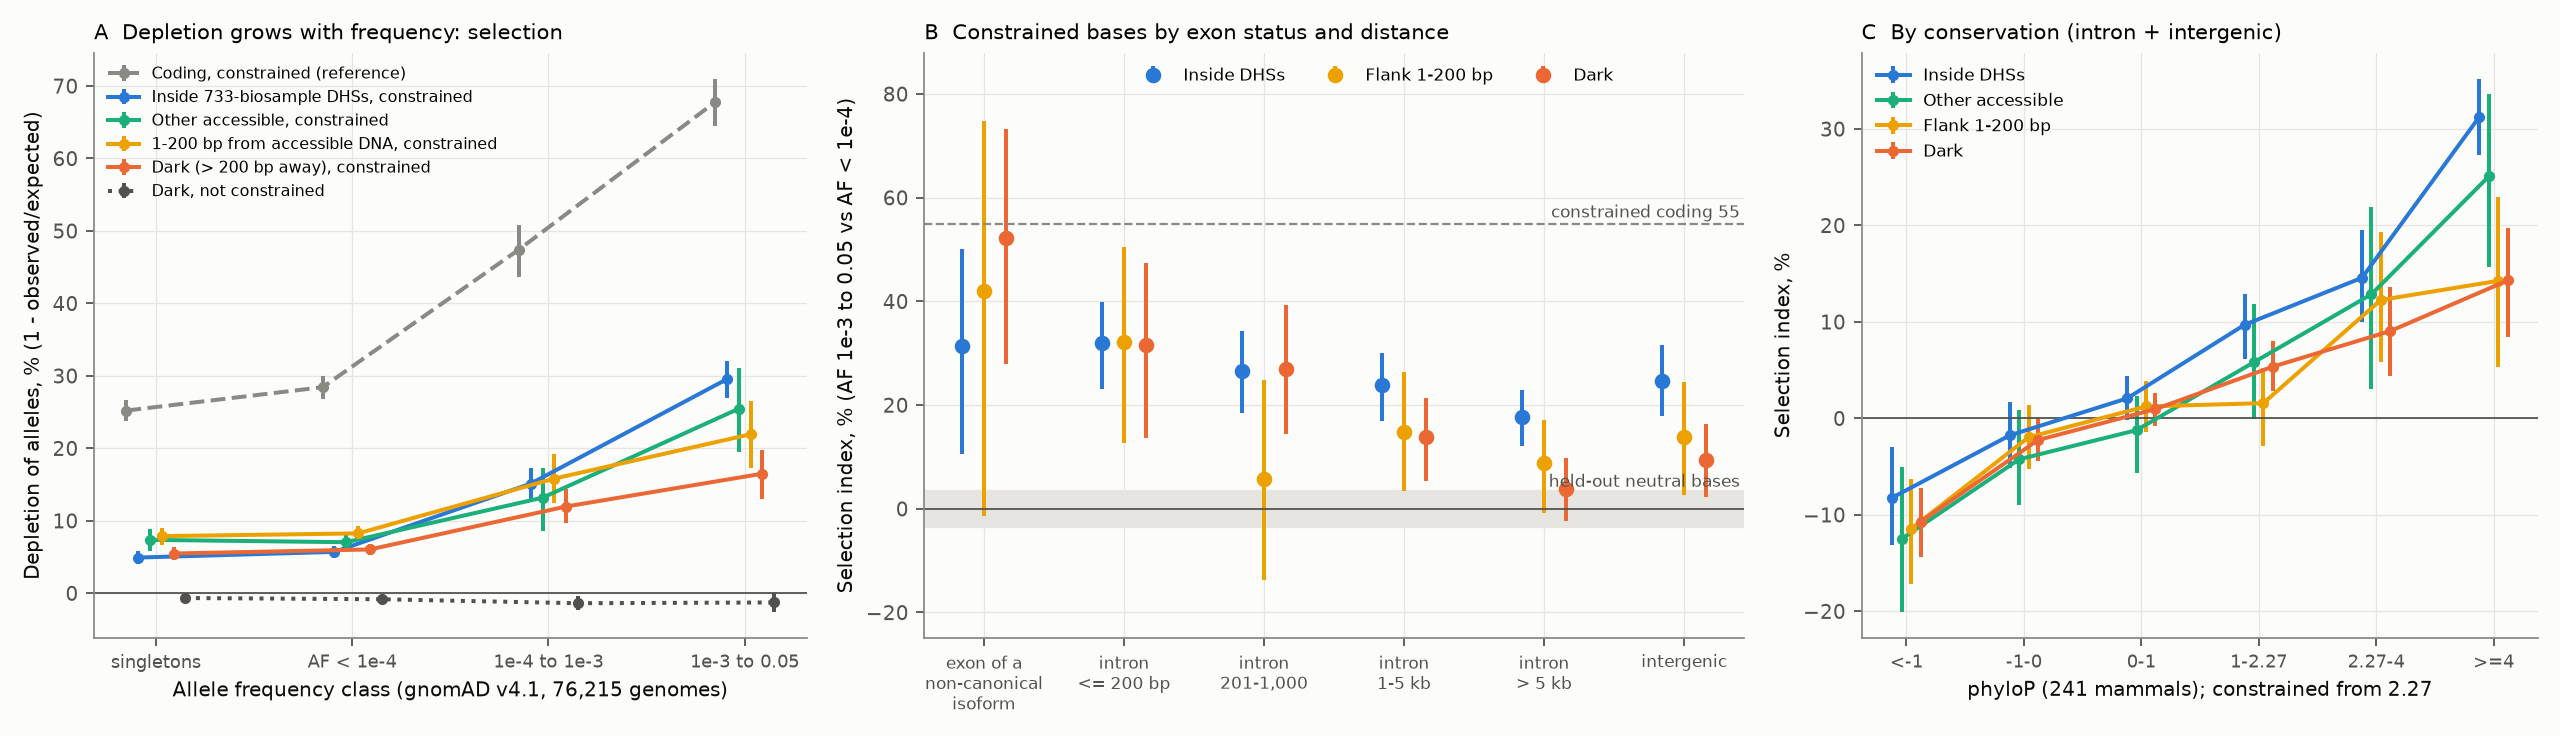 A Depletion grows with frequency: selection
Depletion of alleles, % (1 - observed/expected)
70
60
50
40
30
20
10
0
Coding, constrained (reference)
Inside 733-biosample DHSs, constrained
Other accessible, constrained
1-200 bp from accessible DNA, constrained
Dark (> 200 bp away), constrained
Dark, not constrained
singletons
AF < 1e-4
1e-4 to 1e-3
1e-3 to 0.05
Allele frequency class (gnomAD v4.1, 76,215 genomes)
B Constrained bases by exon status and distance
Selection index, % (AF 1e-3 to 0.05 vs AF < 1e-4)
80
60
40
20
0
−20
Inside DHSs
Flank 1-200 bp
Dark
constrained coding 55
held-out neutral bases
exon of a
non-canonical
isoform
intron
<= 200 bp
intron
201-1,000
intron
1-5 kb
intron
> 5 kb
intergenic
C By conservation (intron + intergenic)
Selection index, %
30
20
10
0
−10
−20
Inside DHSs
Other accessible
Flank 1-200 bp
Dark
<-1
-1-0
0-1
1-2.27
2.27-4
>=4
phyloP (241 mammals); constrained from 2.27